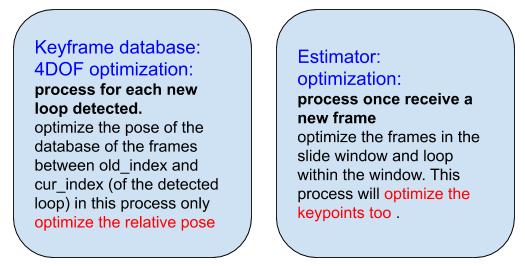 Keyframe database:
4DOF optimization:
process for each new
loop detected.
optimize the pose of the
database of the frames
between old_index and
cur_index (of the detected
loop) in this process only
optimize the relative pose
Estimator:
optimization:
process once receive a
new frame
optimize the frames in the
slide window and loop
within the window. This
process will optimize the
keypoints too .